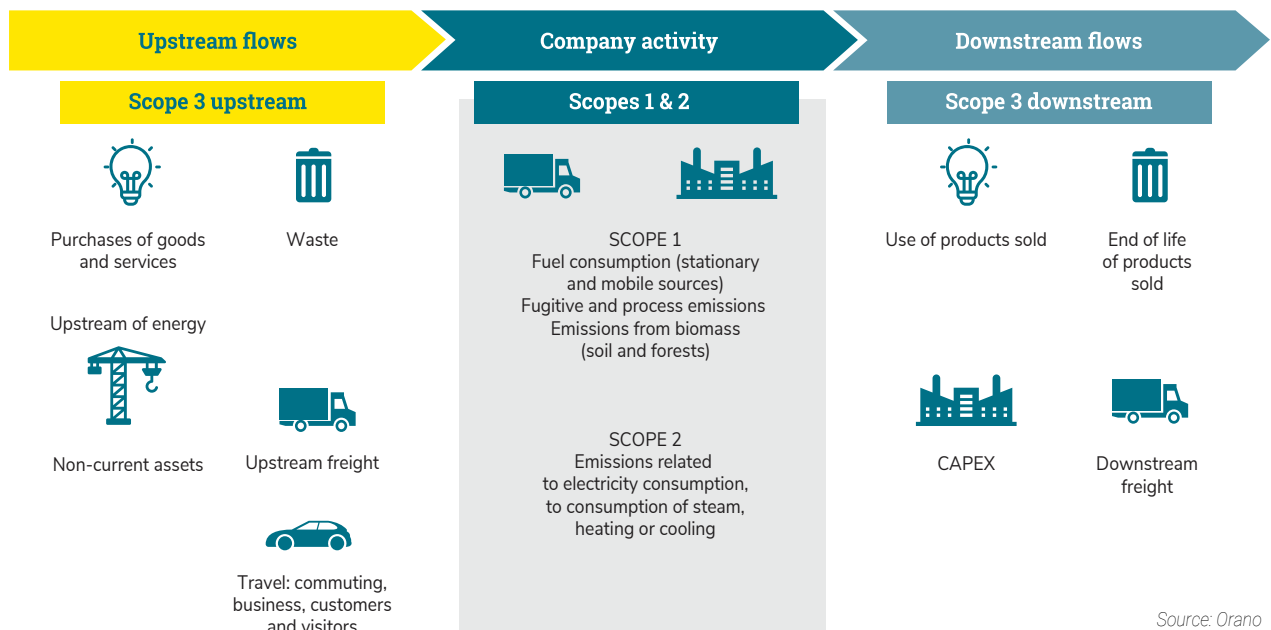 Upstream flows
Company activity
Downstream flows
Scope 3 upstream
Scopes 1 & 2
Scope 3 downstream
Purchases of goods
and services
Waste
Upstream of energy
Non-current assets
Upstream freight
Travel: commuting,
business, customers
and visitors
SCOPE 1
Fuel consumption (stationary
and mobile sources)
Fugitive and process emissions
Emissions from biomass
(soil and forests)
SCOPE 2
Emissions related
to electricity consumption,
to consumption of steam,
heating or cooling
Use of products sold
End of life
of products
sold
CAPEX
Downstream
freight
Source: Orano